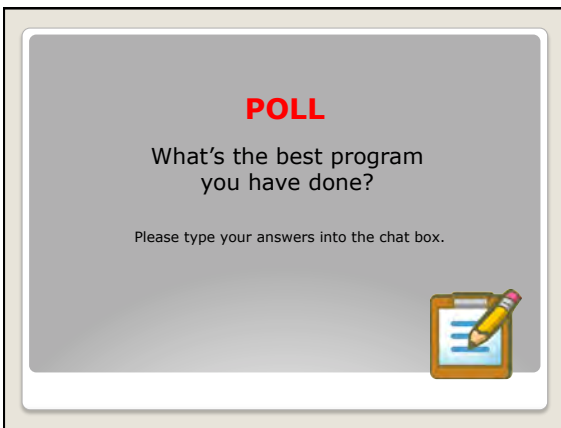 POLL
What’s the best program
you have done?
Please type your answers into the chat box.